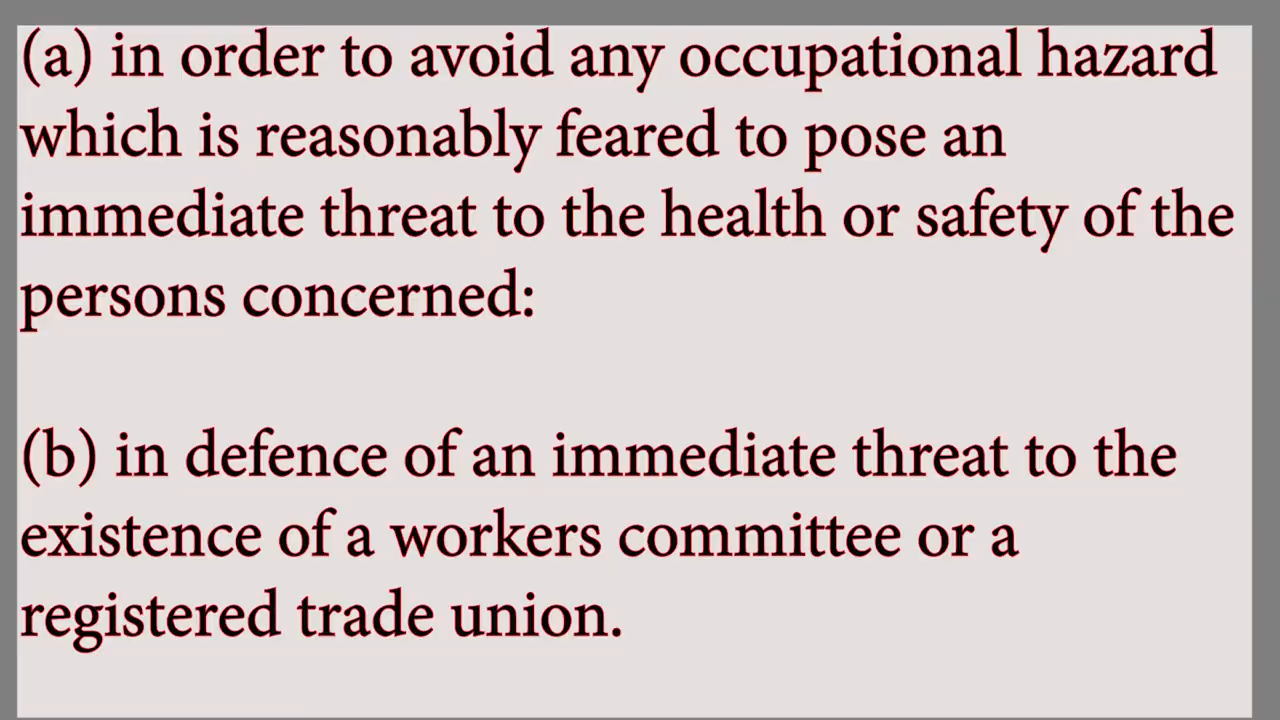 (a) in order to avoid any occupational hazard
which is reasonably feared to pose an
immediate threat to the health or safety of the
persons concerned:
(b) in defence of an immediate threat to the
existence of a workers committee or a
registered trade union.